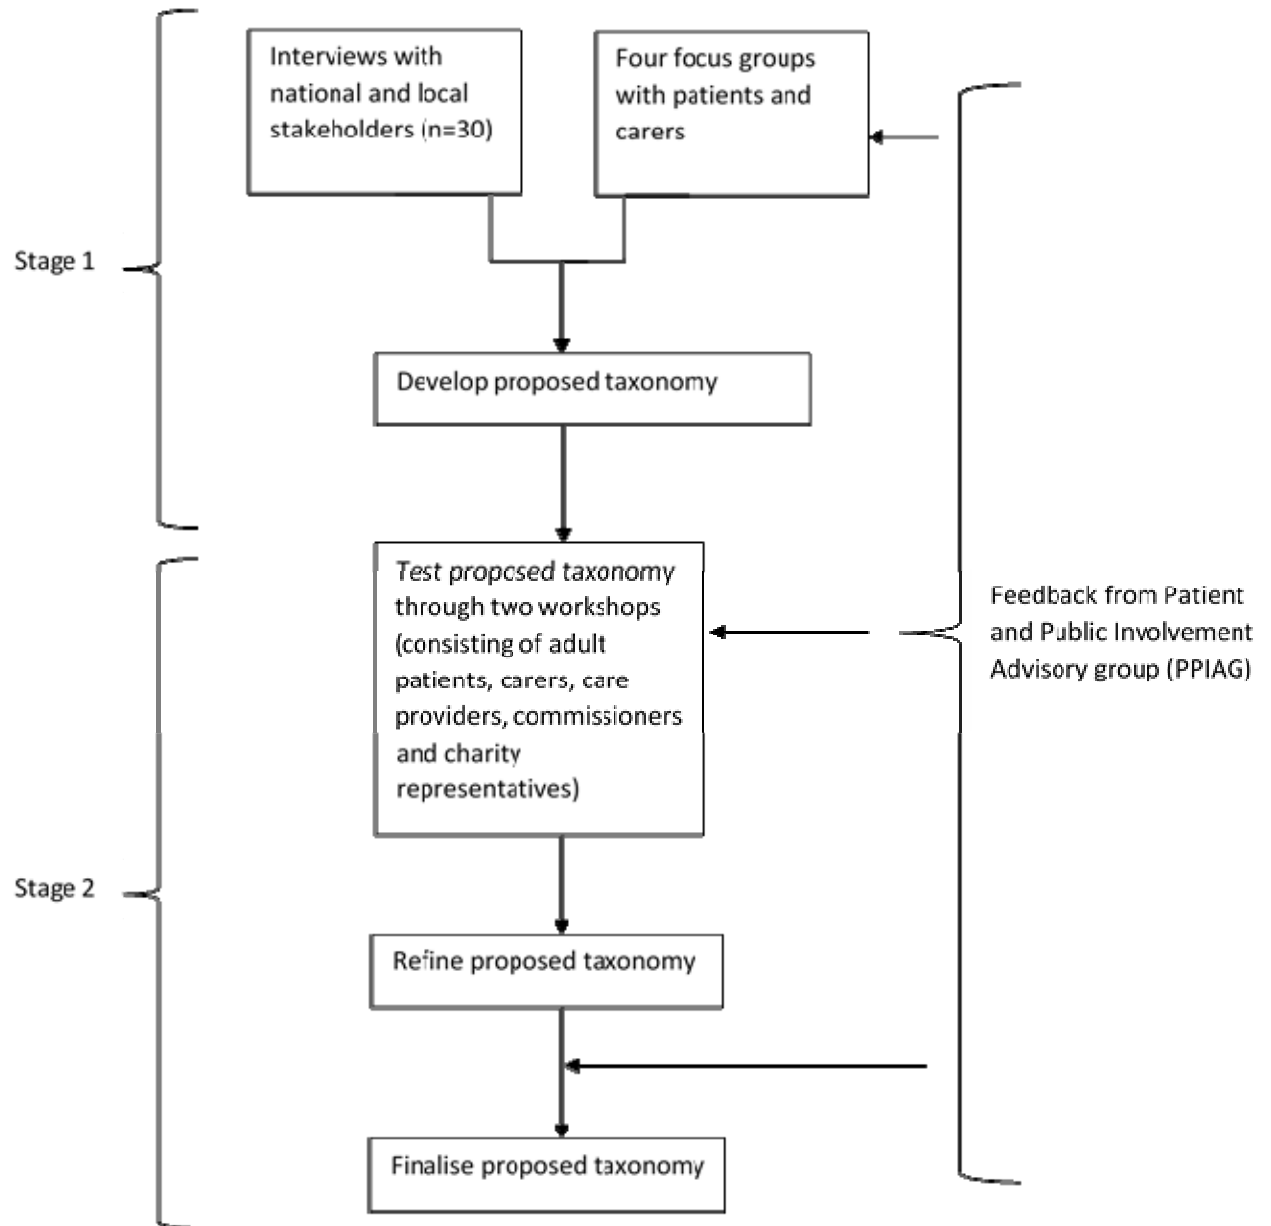 Interviews with
national and local
stakeholders (n=30)
Four focus groups
with patients and
carers
Stage 1
Develop proposed taxonomy
Test proposed taxonomy
through two workshops
(consisting of adult
patients, carers, care
providers, commissioners
and charity
representatives)
Feedback from Patient
and Public Involvement
Advisory group (PPIAG)
Stage 2
Refine proposed taxonomy
Finalise proposed taxonomy